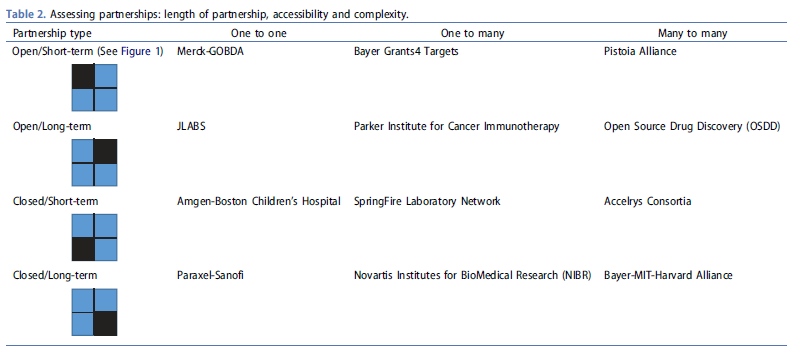 Table 2. Assessing partnerships: length of partnership, accessibility and complexity.
Partnership type One to one One to many Many to many
Open/Short-term (See Figure 1) Merck-GOBDA Bayer Grants4 Targets Pistoia Alliance
Open/Long-term JLABS Parker Institute for Cancer Immunotherapy Open Source Drug Discovery (OSDD)
Closed/Short-term Amgen-Boston Children's Hospital SpringFire Laboratory Network Accelrys Consortia
Closed/Long-term Paraxel-Sanofi Novartis Institutes for BioMedical Research (NIBR) Bayer-MIT-Harvard Alliance